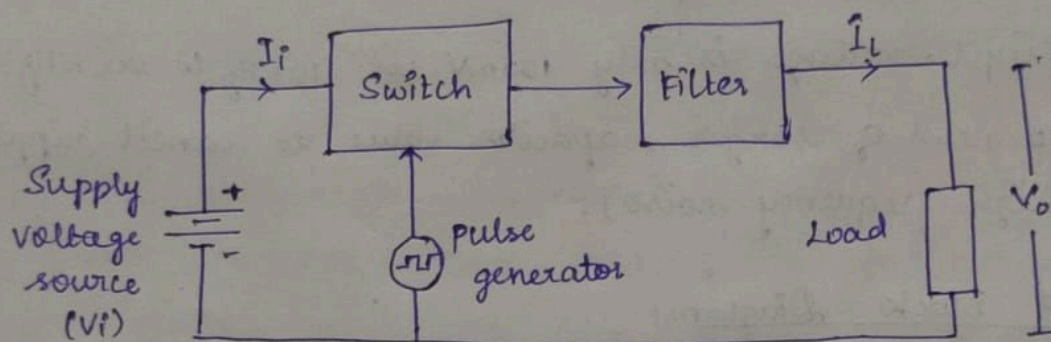 Ii
Switch
Filter
IL
Supply
voltage
source
(Vi)
+
-
pulse
generator
Load
Vo